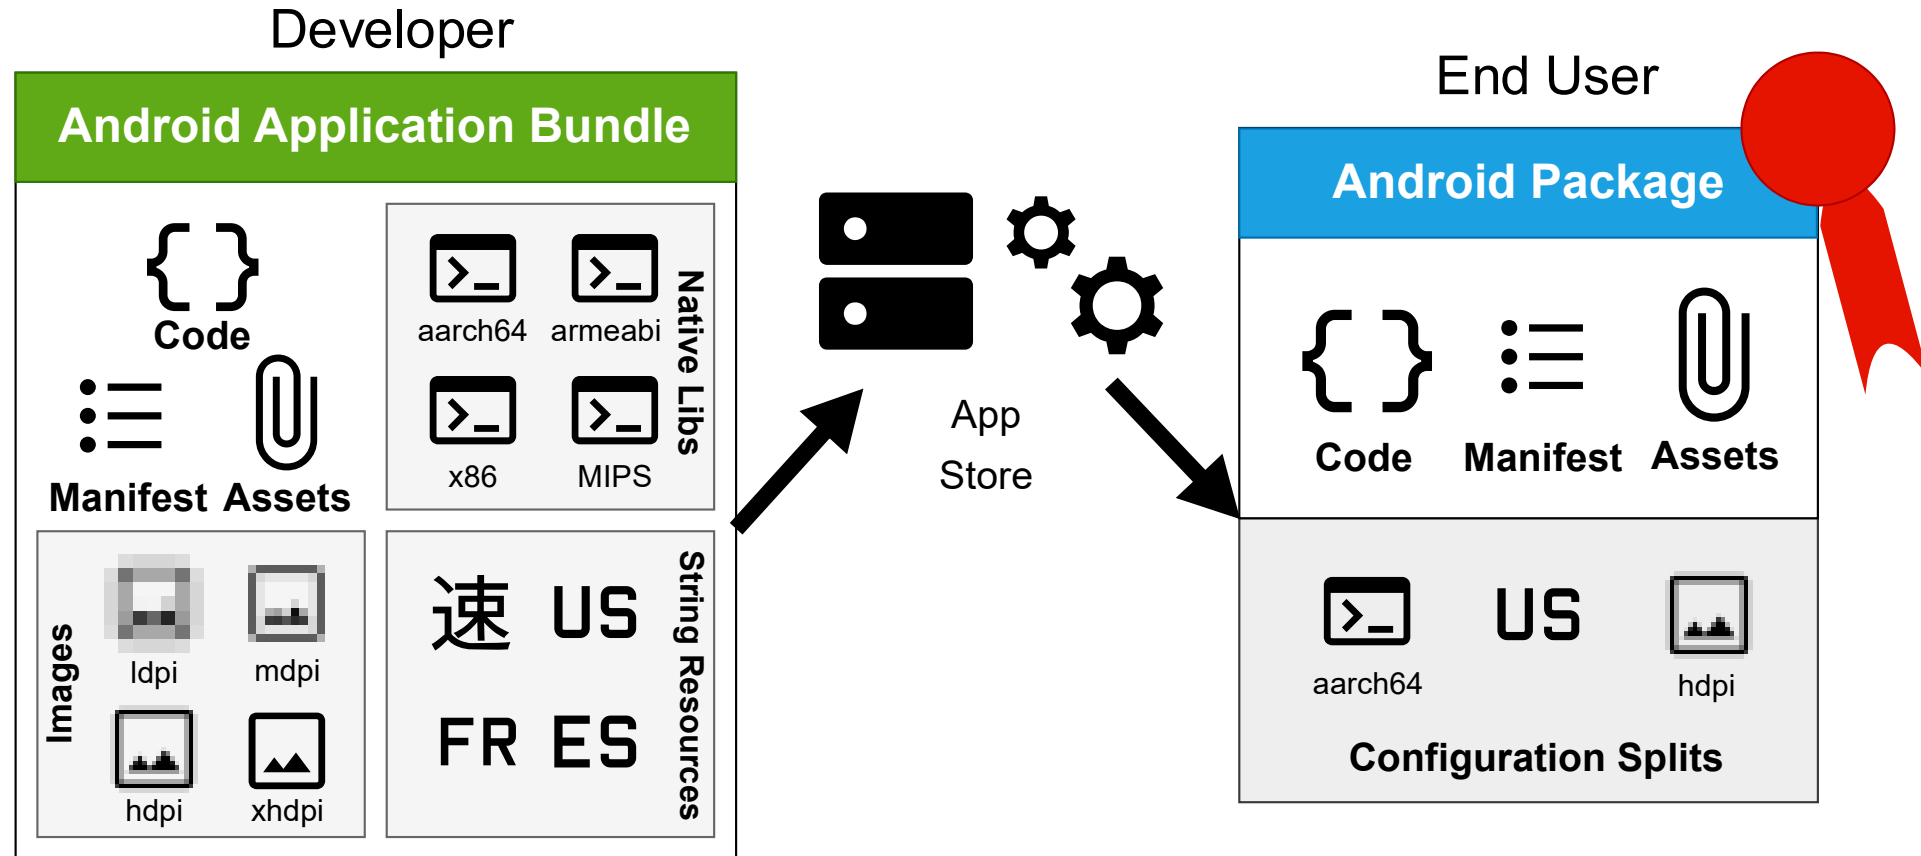 Developer
Android Application Bundle
Code
Manifest Assets
aarch64 armeabi
x86 MIPS
Native Libs
Images
ldpi mdpi
hdpi xhdpi
速 US
FR ES
String Resources
App
Store
End User
Android Package
Code Manifest Assets
aarch64 US hdpi
Configuration Splits